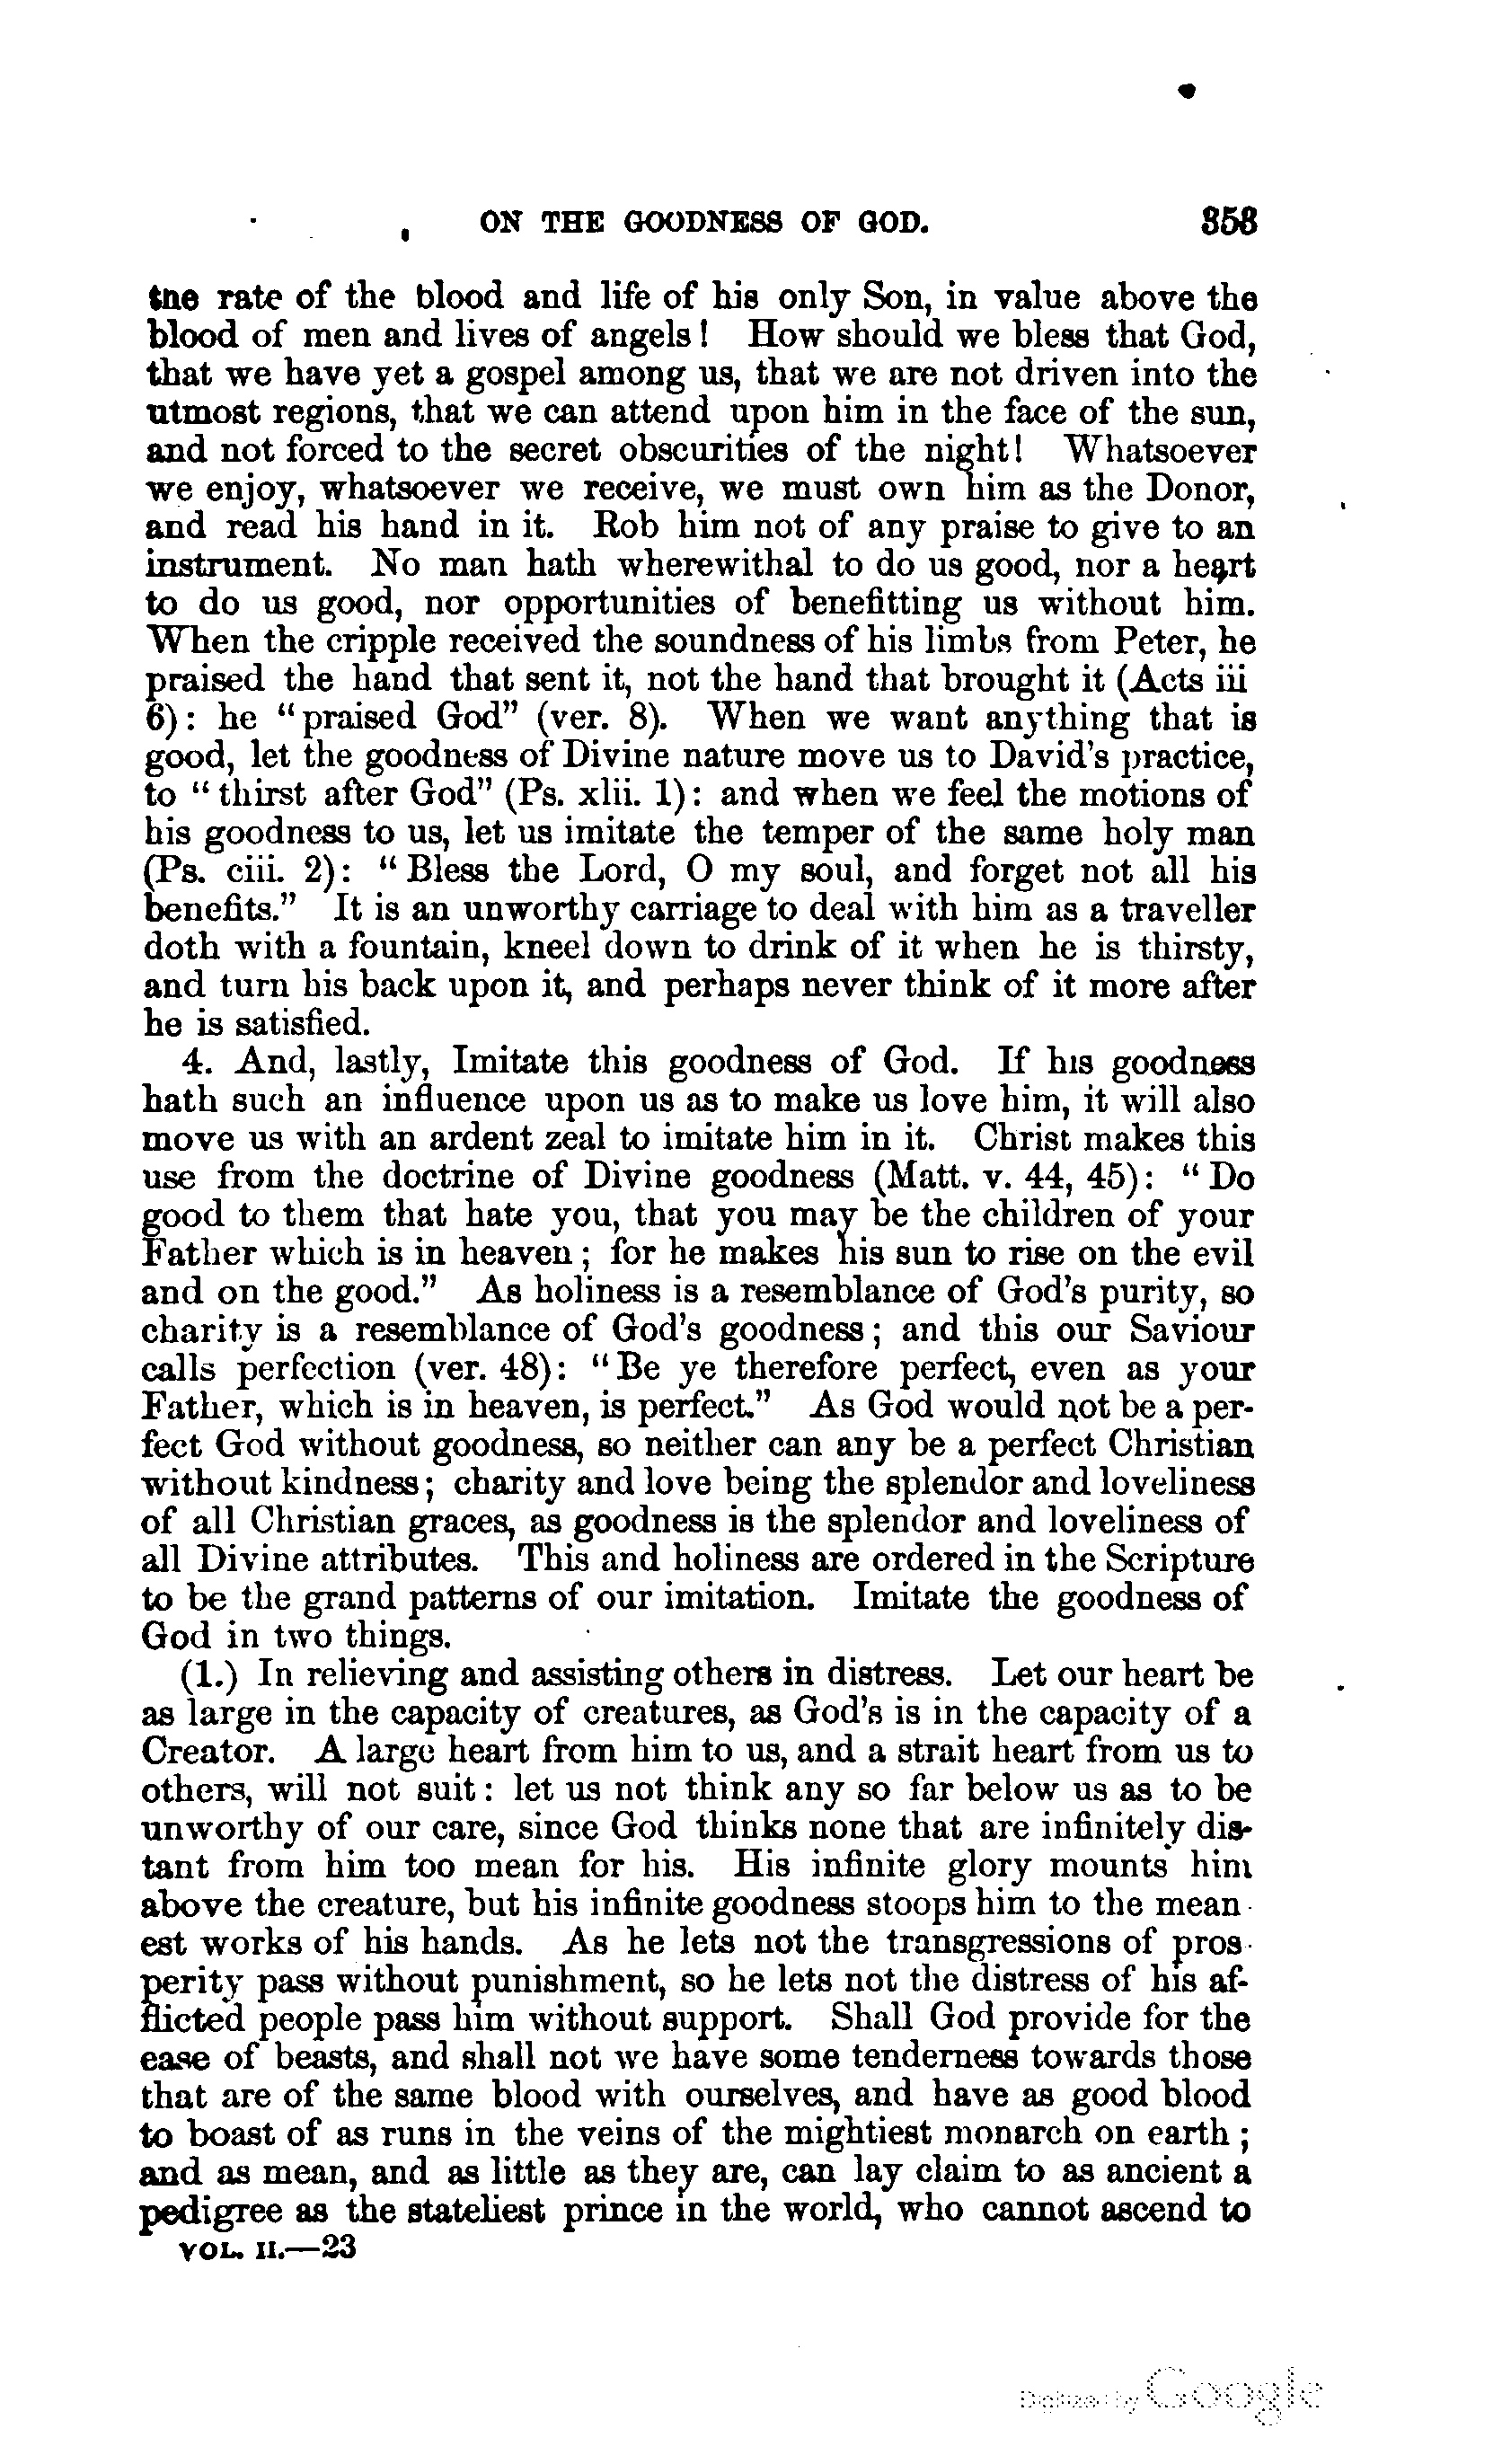 ON THE GOODNESS OF GOD. 353
the rate of the blood and life of his only Son, in value above the
blood of men and lives of angels! How should we bless that God,
that we have yet a gospel among us, that we are not driven into the
utmost regions, that we can attend upon him in the face of the sun,
and not forced to the secret obscurities of the night! Whatsoever
we enjoy, whatsoever we receive, we must own him as the Donor,
and read his hand in it. Rob him not of any praise to give to an
instrument. No man hath wherewithal to do us good, nor a heart
to do us good, nor opportunities of benefitting us without him.
When the cripple received the soundness of his limbs from Peter, he
praised the hand that sent it, not the hand that brought it (Acts iii
6): he "praised God" (ver. 8). When we want anything that is
good, let the goodness of Divine nature move us to David's practice,
to "thirst after God" (Ps. xlii. 1): and when we feel the motions of
his goodness to us, let us imitate the temper of the same holy man
(Ps. ciii. 2): "Bless the Lord, O my soul, and forget not all his
benefits." It is an unworthy carriage to deal with him as a traveller
doth with a fountain, kneel down to drink of it when he is thirsty,
and turn his back upon it, and perhaps never think of it more after
he is satisfied.
4. And, lastly, Imitate this goodness of God. If his goodness
hath such an influence upon us as to make us love him, it will also
move us with an ardent zeal to imitate him in it. Christ makes this
use from the doctrine of Divine goodness (Matt. v. 44, 45): "Do
good to them that hate you, that you may be the children of your
Father which is in heaven; for he makes his sun to rise on the evil
and on the good." As holiness is a resemblance of God's purity, so
charity is a resemblance of God's goodness; and this our Saviour
calls perfection (ver. 48): "Be ye therefore perfect, even as your
Father, which is in heaven, is perfect." As God would not be a per-
fect God without goodness, so neither can any be a perfect Christian
without kindness; charity and love being the splendor and loveliness
of all Christian graces, as goodness is the splendor and loveliness of
all Divine attributes. This and holiness are ordered in the Scripture
to be the grand patterns of our imitation. Imitate the goodness of
God in two things.
(1.) In relieving and assisting others in distress. Let our heart be
as large in the capacity of creatures, as God's is in the capacity of a
Creator. A large heart from him to us, and a strait heart from us to
others, will not suit: let us not think any so far below us as to be
unworthy of our care, since God thinks none that are infinitely dis-
tant from him too mean for his. His infinite glory mounts him
above the creature, but his infinite goodness stoops him to the mean-
est works of his hands. As he lets not the transgressions of pros-
perity pass without punishment, so he lets not the distress of his af-
flicted people pass him without support. Shall God provide for the
ease of beasts, and shall not we have some tenderness towards those
that are of the same blood with ourselves, and have as good blood
to boast of as runs in the veins of the mightiest monarch on earth;
and as mean, and as little as they are, can lay claim to as ancient a
pedigree as the stateliest prince in the world, who cannot ascend to
VOL. II.—23
Digitized by Google